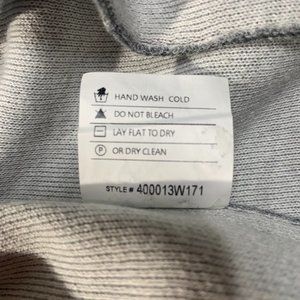 HAND WASH COLD
DO NOT BLEACH
LAY FLAT TO DRY
P OR DRY CLEAN
STYLE # 400013W171